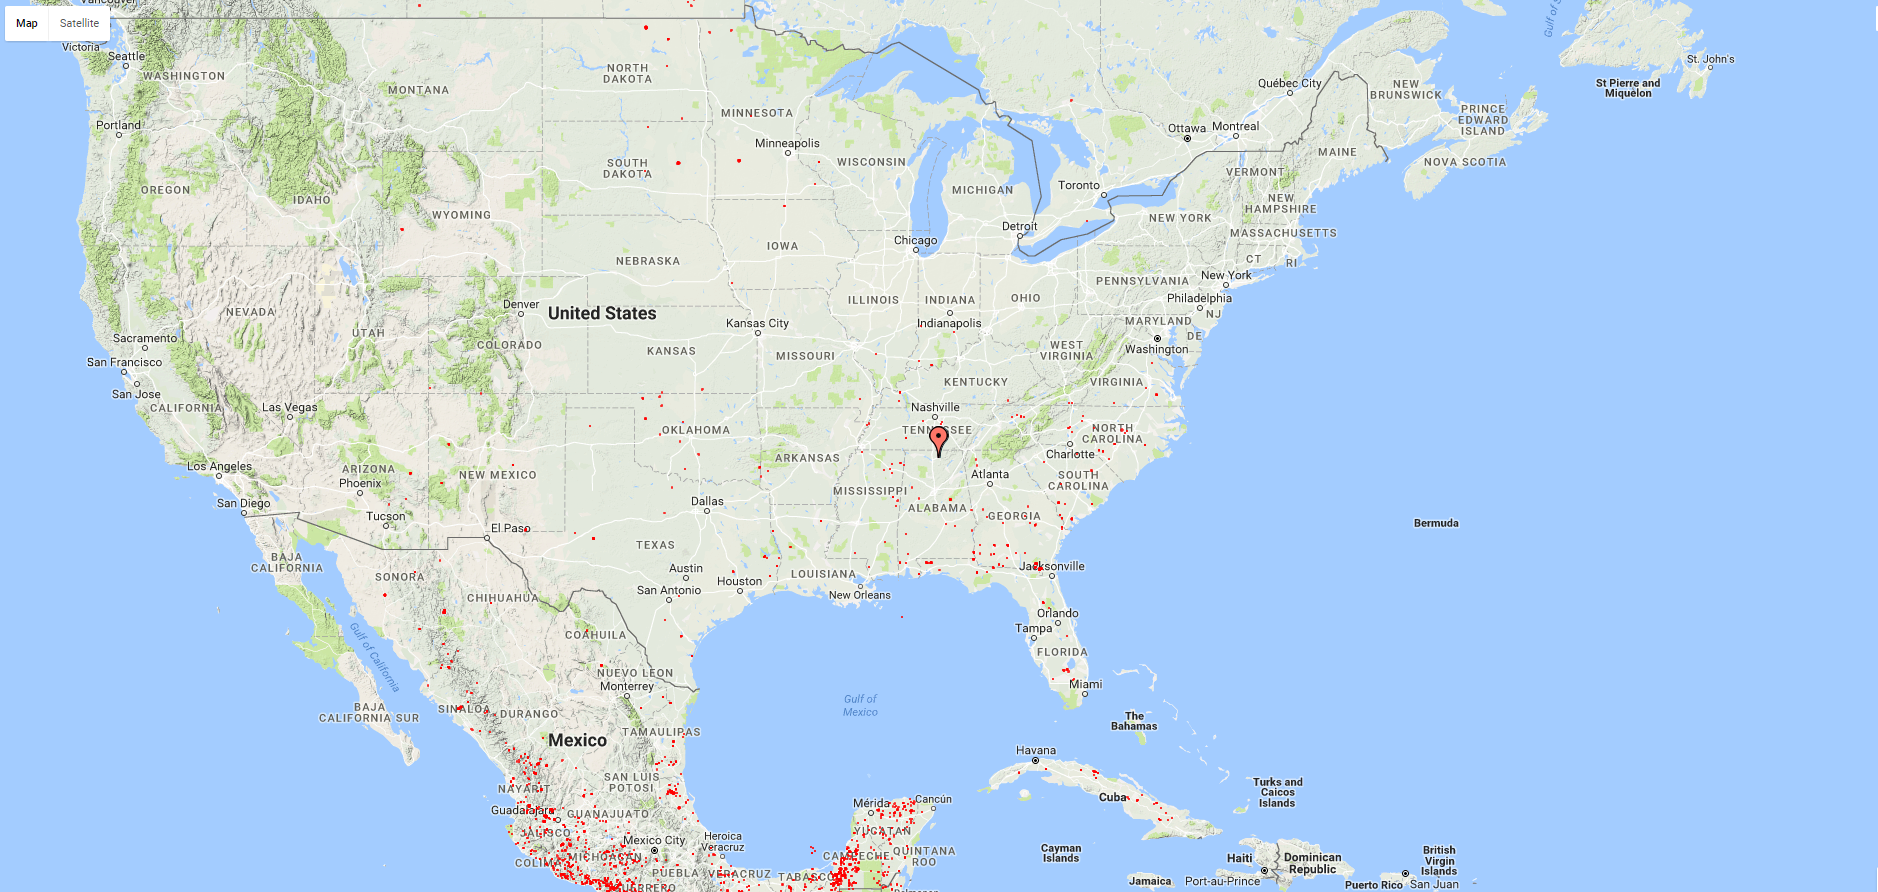 Vancouver
Map
Satellite
Gulf of S
Victoria
Seattle
WASHINGTON
MONTANA
NORTH
DAKOTA
MINNESOTA
Québec City
NEW
BRUNSWICK
St. John's
St Pierre and
Miquelon
PRINCE
EDWARD
ISLAND
Portland
Minneapolis
Ottawa
Montreal
MAINE
NOVA SCOTIA
SOUTH
DAKOTA
WISCONSIN
OREGON
IDAHO
WYOMING
MICHIGAN
Toronto
VERMONT
NEW
HAMPSHIRE
NEW YORK
MASSACHUSETTS
Detroit
Chicago
IOWA
NEBRASKA
CT
RI
New York
PENNSYLVANIA
Philadelphia
NJ
ILLINOIS
INDIANA
OHIO
Indianapolis
MARYLAND
DE
Washington
Denver
United States
NEVADA
UTAH
COLORADO
Kansas City
KANSAS
MISSOURI
WEST
VIRGINIA
VIRGINIA
KENTUCKY
Sacramento
San Francisco
San Jose
CALIFORNIA
Las Vegas
Nashville
TENNESSEE
NORTH
CAROLINA
Charlotte
OKLAHOMA
ARKANSAS
Los Angeles
ARIZONA
Phoenix
NEW MEXICO
Atlanta
SOUTH
CAROLINA
MISSISSIPPI
ALABAMA
GEORGIA
San Diego
Tucson
El Paso
Dallas
Bermuda
TEXAS
BAJA
CALIFORNIA
SONORA
CHIHUAHUA
Austin
San Antonio
Houston
LOUISIANA
New Orleans
Jacksonville
Orlando
Tampa
FLORIDA
Miami
COAHUILA
Gulf of California
NUEVO LEON
Monterrey
Gulf of
Mexico
BAJA
CALIFORNIA SUR
SINALOA
DURANGO
TAMAULIPAS
The
Bahamas
Mexico
Havana
SAN LUIS
POTOSI
NAYARIT
Cuba
Turks and
Caicos
Islands
Guadalajara
GUANAJUATO
Mérida
Cancún
JALISCO
Mexico City
Heroica
Veracruz
YUCATAN
COLIMA
MICHOACAN
CAMPECHE
QUINTANA
ROO
Cayman
Islands
PUEBLA
VERACRUZ
TABASCO
GUERRERO
Haiti
Port-au-Prince
Dominican
Republic
Jamaica
British
Virgin
Islands
Puerto Rico
San Juan